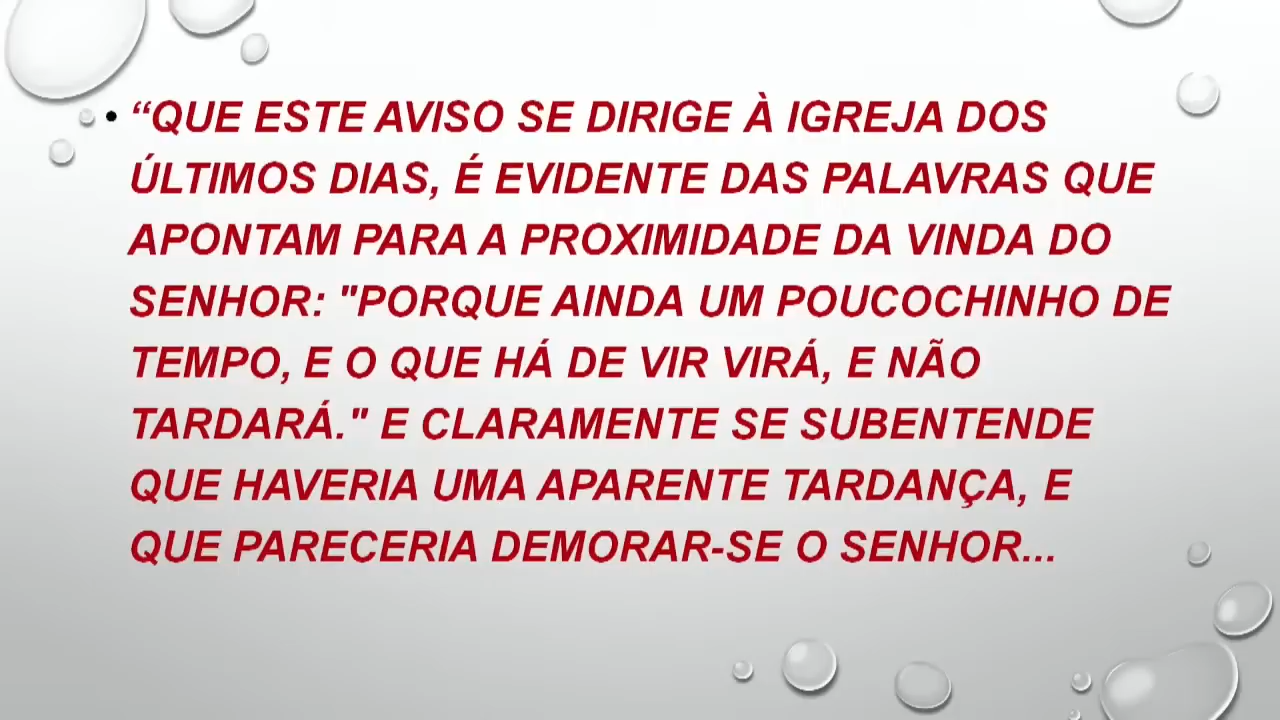 • “QUE ESTE AVISO SE DIRIGE À IGREJA DOS
ÚLTIMOS DIAS, É EVIDENTE DAS PALAVRAS QUE
APONTAM PARA A PROXIMIDADE DA VINDA DO
SENHOR: "PORQUE AINDA UM POUCOCHINHO DE
TEMPO, E O QUE HÁ DE VIR VIRÁ, E NÃO
TARDARÁ." E CLARAMENTE SE SUBENTENDE
QUE HAVERIA UMA APARENTE TARDANÇA, E
QUE PARECERIA DEMORAR-SE O SENHOR...